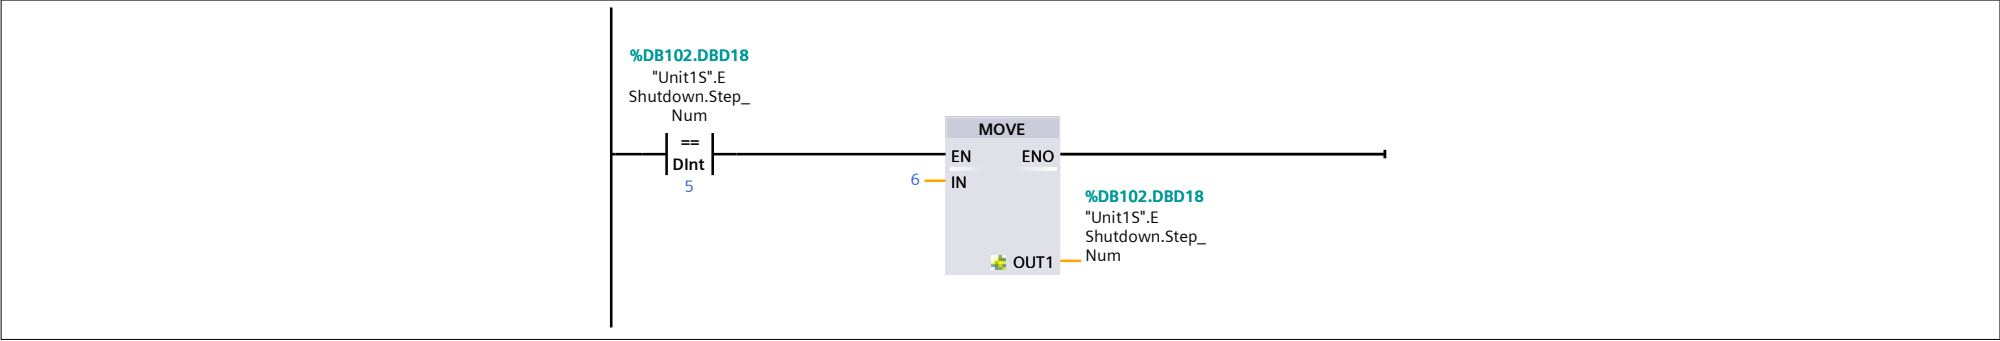 %DB102.DBD18
"Unit1S".E
Shutdown.Step_
Num
==
DInt
5
MOVE
EN ENO
6 IN
%DB102.DBD18
"Unit1S".E
Shutdown.Step_
Num
OUT1